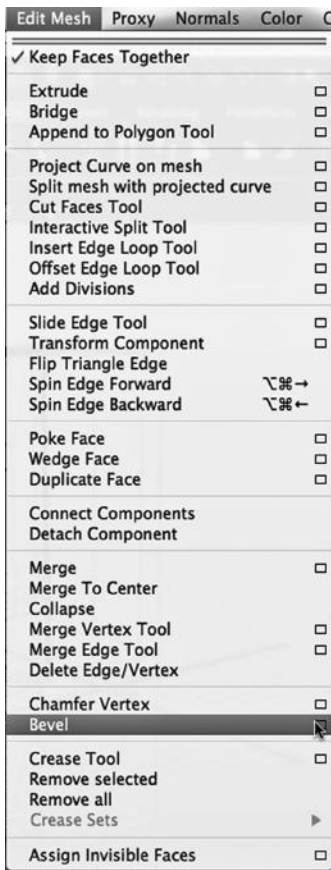 Edit Mesh Proxy Normals Color
✓ Keep Faces Together
Extrude
Bridge
Append to Polygon Tool
Project Curve on mesh
Split mesh with projected curve
Cut Faces Tool
Interactive Split Tool
Insert Edge Loop Tool
Offset Edge Loop Tool
Add Divisions
Slide Edge Tool
Transform Component
Flip Triangle Edge
Spin Edge Forward ⌥⌘→
Spin Edge Backward ⌥⌘←
Poke Face
Wedge Face
Duplicate Face
Connect Components
Detach Component
Merge
Merge To Center
Collapse
Merge Vertex Tool
Merge Edge Tool
Delete Edge/Vertex
Chamfer Vertex
Bevel
Crease Tool
Remove selected
Remove all
Crease Sets
Assign Invisible Faces